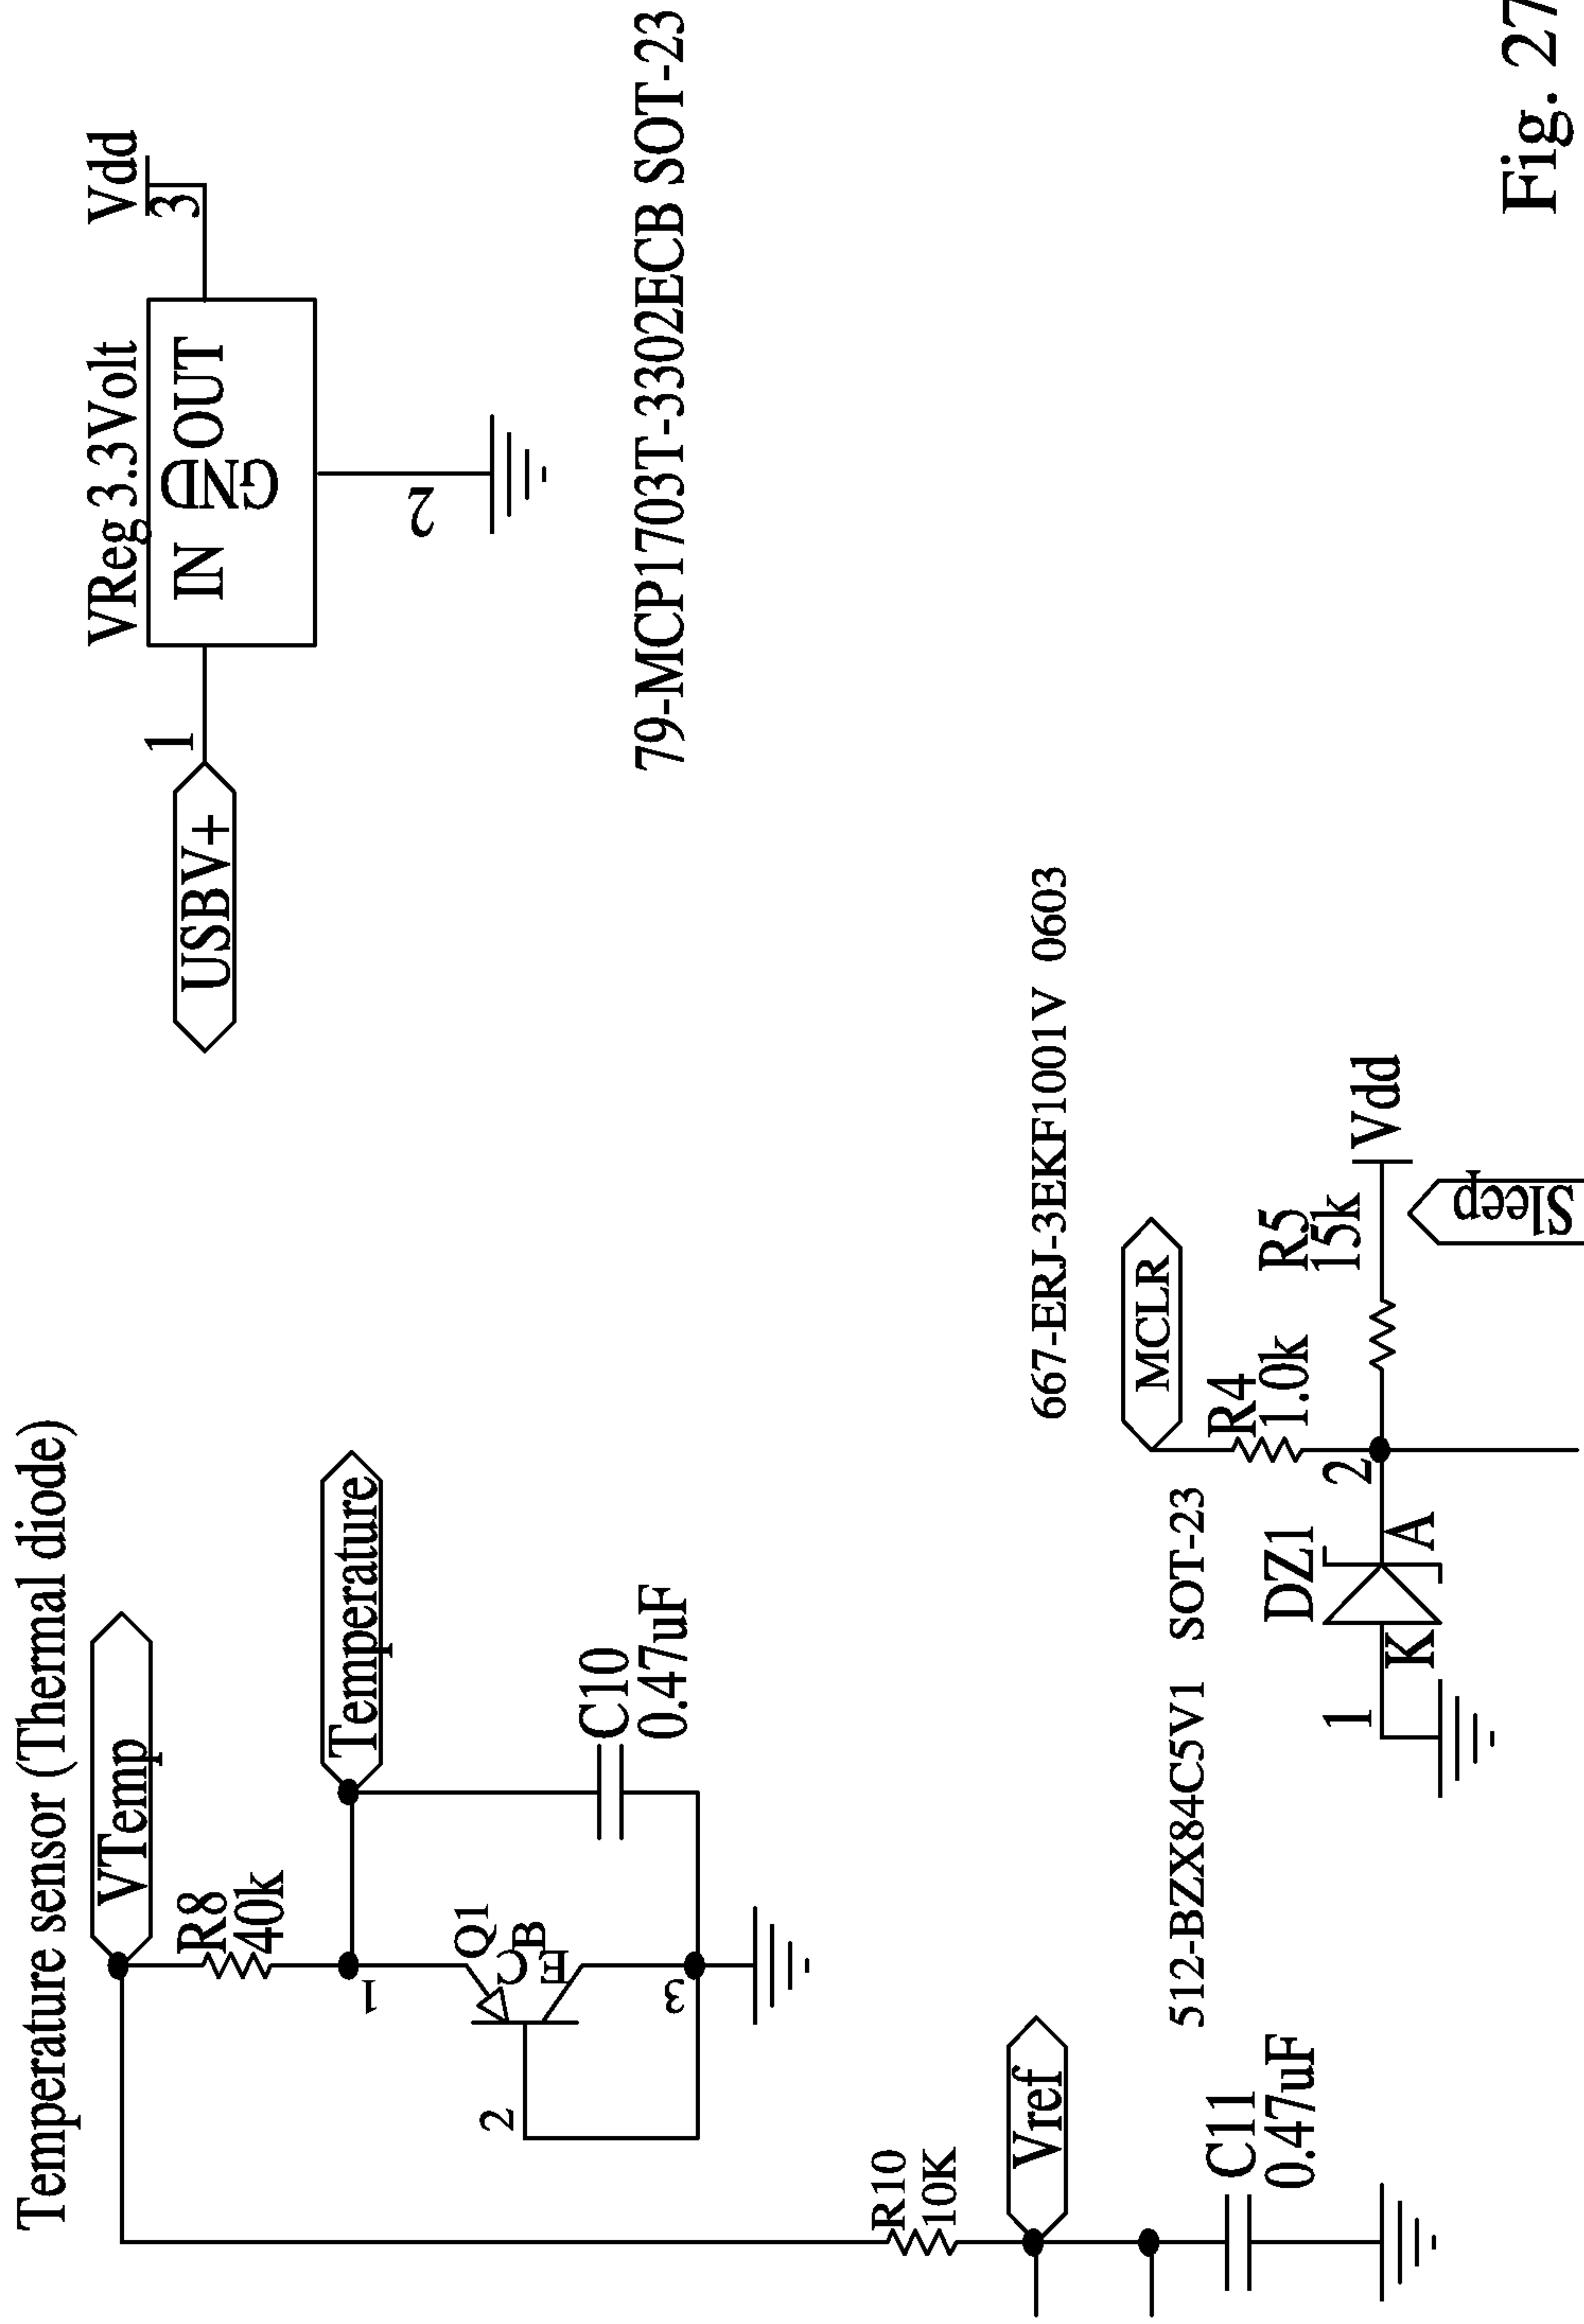 Temperature sensor (Thermal diode)
VTemp
R8
40k
Temperature
1
Q1
C
B
E
2
3
C10
0.47uF
R10
10K
Vref
C11
0.47uF
VReg 3.3Volt
Vdd
USBV+
1
IN
GND
OUT
3
2
79-MCP1703T-3302ECB SOT-23
667-ERJ-3EKF1001V 0603
MCLR
R4
1.0k
R5
15k
Vdd
Sleep
512-BZX84C5V1 SOT-23
DZ1
1
K
A
2
Fig. 27